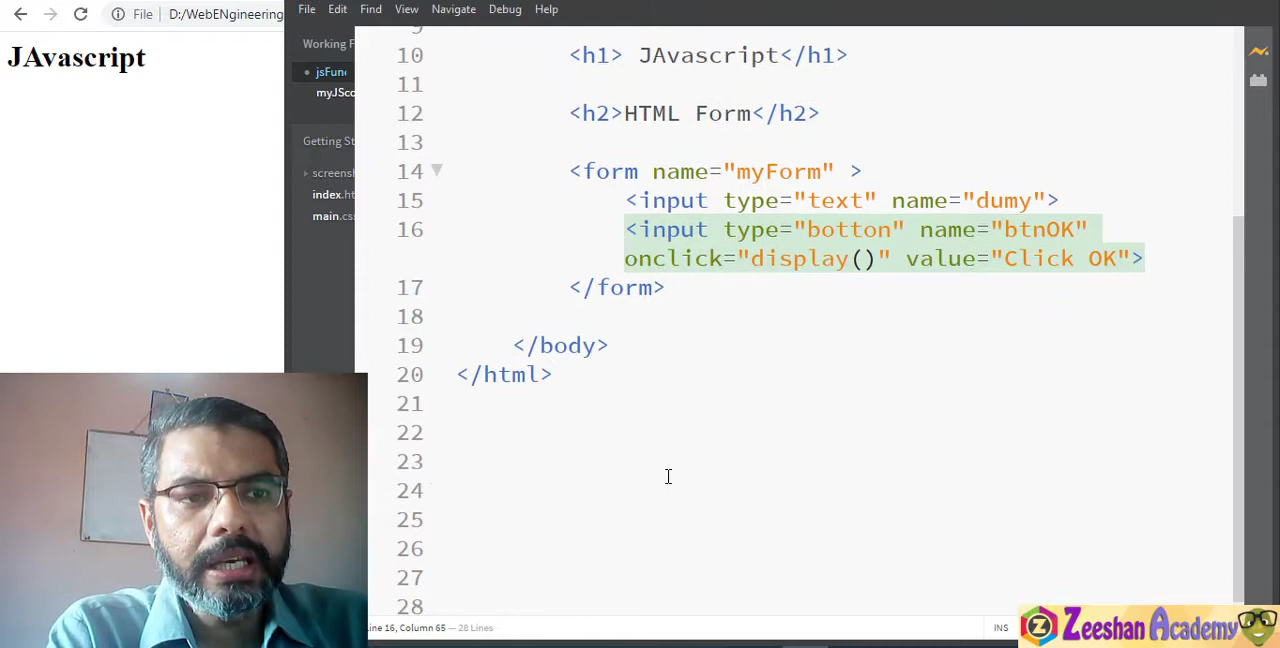 File D:/WebENgineering
JAvascript
File Edit Find View Navigate Debug Help
Working F
jsFunc
myJSco
Getting St
screensh
index.ht
main.cs
9
10 <h1> JAvascript</h1>
11
12 <h2>HTML Form</h2>
13
14 <form name="myForm" >
15 <input type="text" name="dumy">
16 <input type="botton" name="btnOK"
onclick="display()" value="Click OK">
17 </form>
18
19 </body>
20 </html>
21
22
23
24
25
26
27
28
Line 16, Column 65 — 28 Lines
INS
Zeeshan Academy